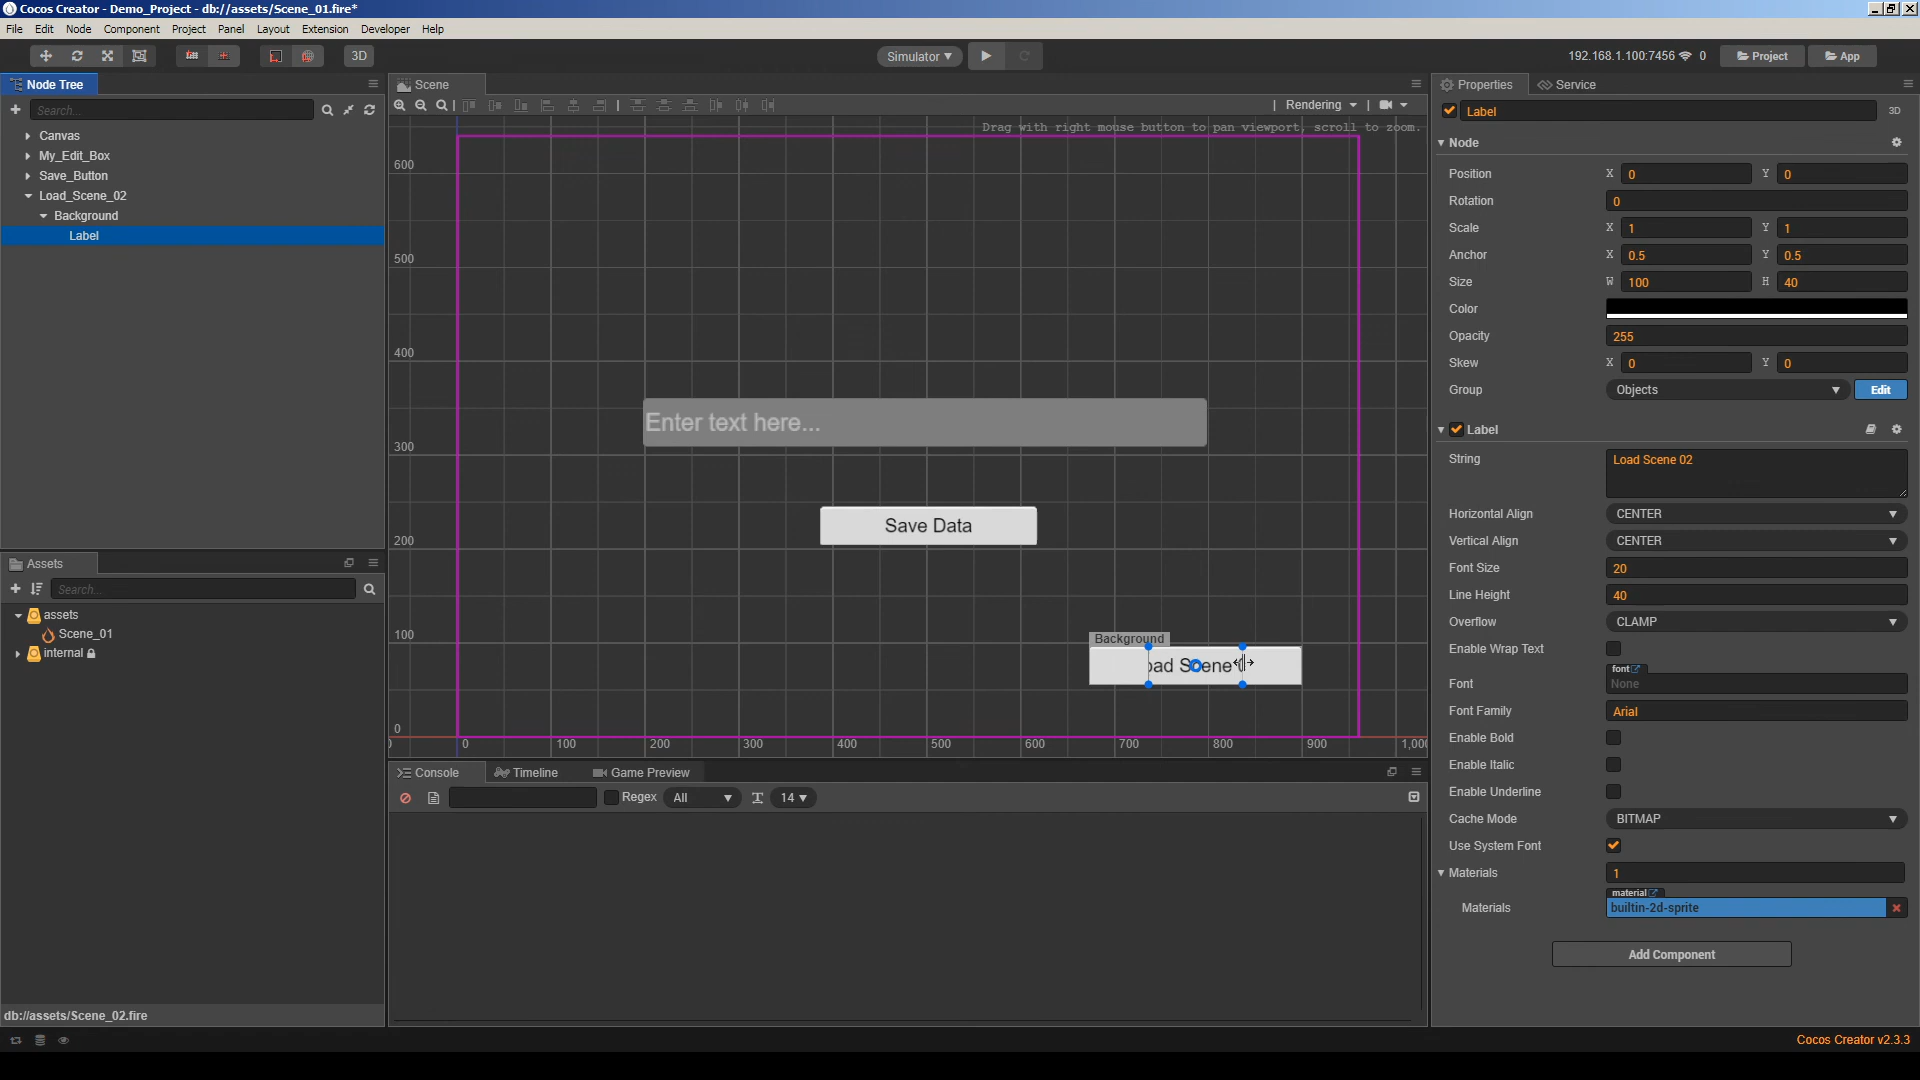 Cocos Creator - Demo_Project - db://assets/Scene_01.fire*
File Edit Node Component Project Panel Layout Extension Developer Help
3D
Simulator
192.168.1.100:7456 0
Project
App
Node Tree
Search...
Canvas
My_Edit_Box
Save_Button
Load_Scene_02
Background
Label
Assets
Search...
assets
Scene_01
internal
db://assets/Scene_02.fire
Scene
| | Rendering |
Drag with right mouse button to pan viewport, scroll to zoom.
600
500
400
Enter text here...
300
Save Data
200
100
Background
oad Scene
0
0 100 200 300 400 500 600 700 800 900 1,00
Console Timeline Game Preview
Regex All 14
Properties Service
Label 3D
Node
Position X 0 Y 0
Rotation 0
Scale X 1 Y 1
Anchor X 0.5 Y 0.5
Size W 100 H 40
Color
Opacity 255
Skew X 0 Y 0
Group Objects Edit
Label
String Load Scene 02
Horizontal Align CENTER
Vertical Align CENTER
Font Size 20
Line Height 40
Overflow CLAMP
Enable Wrap Text
font
Font None
Font Family Arial
Enable Bold
Enable Italic
Enable Underline
Cache Mode BITMAP
Use System Font
Materials 1
material
Materials builtin-2d-sprite
Add Component
Cocos Creator v2.3.3